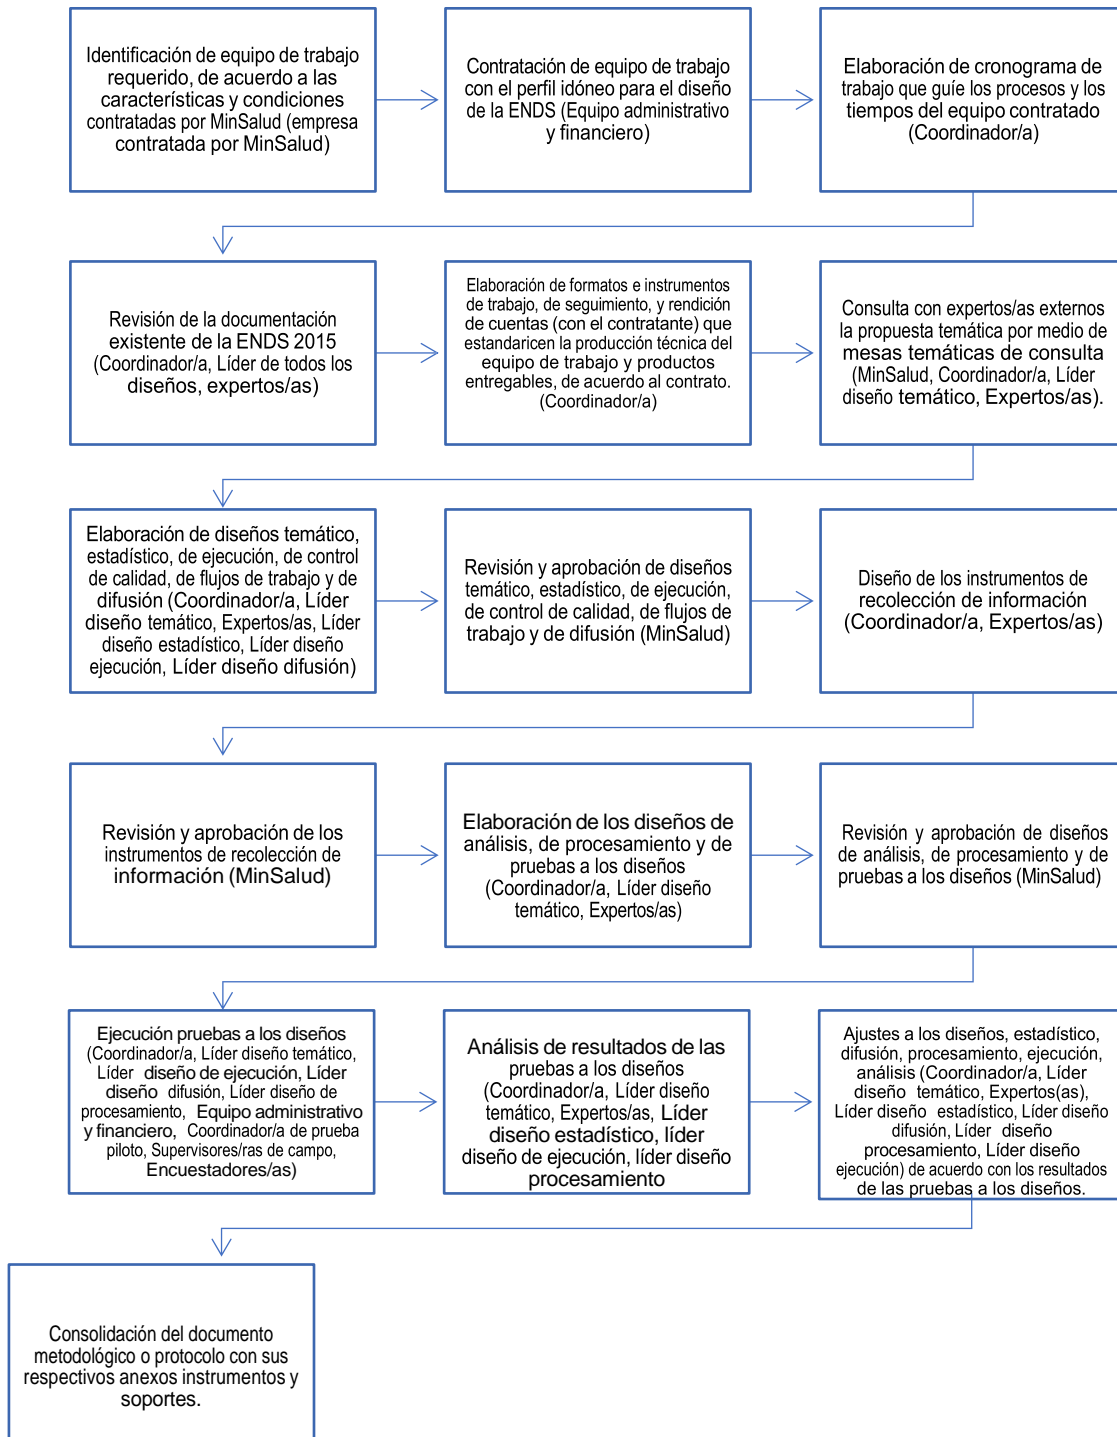 Identificación de equipo de trabajo
requerido, de acuerdo a las
características y condiciones
contratadas por MinSalud (empresa
contratada por MinSalud)
Contratación de equipo de trabajo
con el perfil idóneo para el diseño
de la ENDS (Equipo administrativo
y financiero)
Elaboración de cronograma de
trabajo que guíe los procesos y los
tiempos del equipo contratado
(Coordinador/a)
Revisión de la documentación
existente de la ENDS 2015
(Coordinador/a, Líder de todos los
diseños, expertos/as)
Elaboración de formatos e instrumentos
de trabajo, de seguimiento, y rendición
de cuentas (con el contratante) que
estandaricen la producción técnica del
equipo de trabajo y productos
entregables, de acuerdo al contrato.
(Coordinador/a)
Consulta con expertos/as externos
la propuesta temática por medio de
mesas temáticas de consulta
(MinSalud, Coordinador/a, Líder
diseño temático, Expertos/as).
Elaboración de diseños temático,
estadístico, de ejecución, de control
de calidad, de flujos de trabajo y de
difusión (Coordinador/a, Líder
diseño temático, Expertos/as, Líder
diseño estadístico, Líder diseño
ejecución, Líder diseño difusión)
Revisión y aprobación de diseños
temático, estadístico, de ejecución,
de control de calidad, de flujos de
trabajo y de difusión (MinSalud)
Diseño de los instrumentos de
recolección de información
(Coordinador/a, Expertos/as)
Revisión y aprobación de los
instrumentos de recolección de
información (MinSalud)
Elaboración de los diseños de
análisis, de procesamiento y de
pruebas a los diseños
(Coordinador/a, Líder diseño
temático, Expertos/as)
Revisión y aprobación de diseños
de análisis, de procesamiento y de
pruebas a los diseños (MinSalud)
Ejecución pruebas a los diseños
(Coordinador/a, Líder diseño temático,
Líder diseño de ejecución, Líder
diseño difusión, Líder diseño de
procesamiento, Equipo administrativo
y financiero, Coordinador/a de prueba
piloto, Supervisores/ras de campo,
Encuestadores/as)
Análisis de resultados de las
pruebas a los diseños
(Coordinador/a, Líder diseño
temático, Expertos/as, Líder
diseño estadístico, líder
diseño de ejecución, líder diseño
procesamiento
Ajustes a los diseños, estadístico,
difusión, procesamiento, ejecución,
análisis (Coordinador/a, Líder
diseño temático, Expertos(as),
Líder diseño estadístico, Líder diseño
difusión, Líder diseño
procesamiento, Líder diseño
ejecución) de acuerdo con los resultados
de las pruebas a los diseños.
Consolidación del documento
metodológico o protocolo con sus
respectivos anexos instrumentos y
soportes.